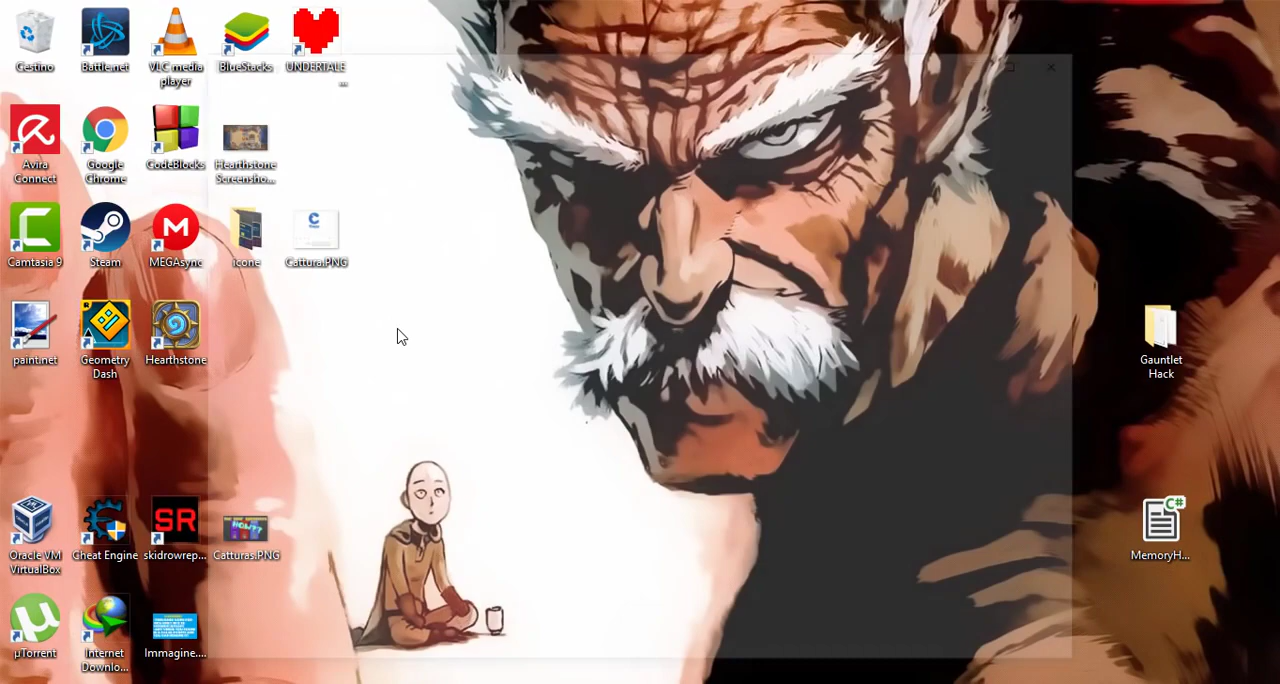 Cestino
Battle.net
VLC media
player
BlueStacks
UNDERTALE
...
Avira
Connect
Google
Chrome
CodeBlocks
Hearthstone
Screensho...
Camtasia 9
Steam
MEGAsync
icone
Cattura.PNG
paint.net
Geometry
Dash
Hearthstone
Gauntlet
Hack
Oracle VM
VirtualBox
Cheat Engine
SR
skidrowrep...
HOW??
Catturas.PNG
C#
MemoryH...
µTorrent
Internet
Downlo...
Immagine....